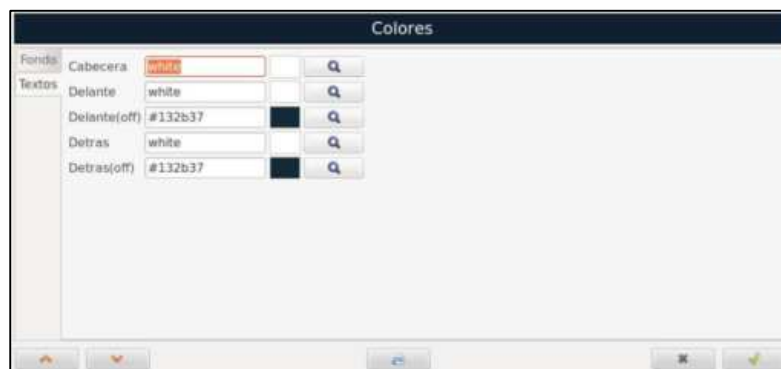 Colores
Fondo
Textos
Cabecera white
Delante white
Delante(off) #132b37
Detras white
Detras(off) #132b37